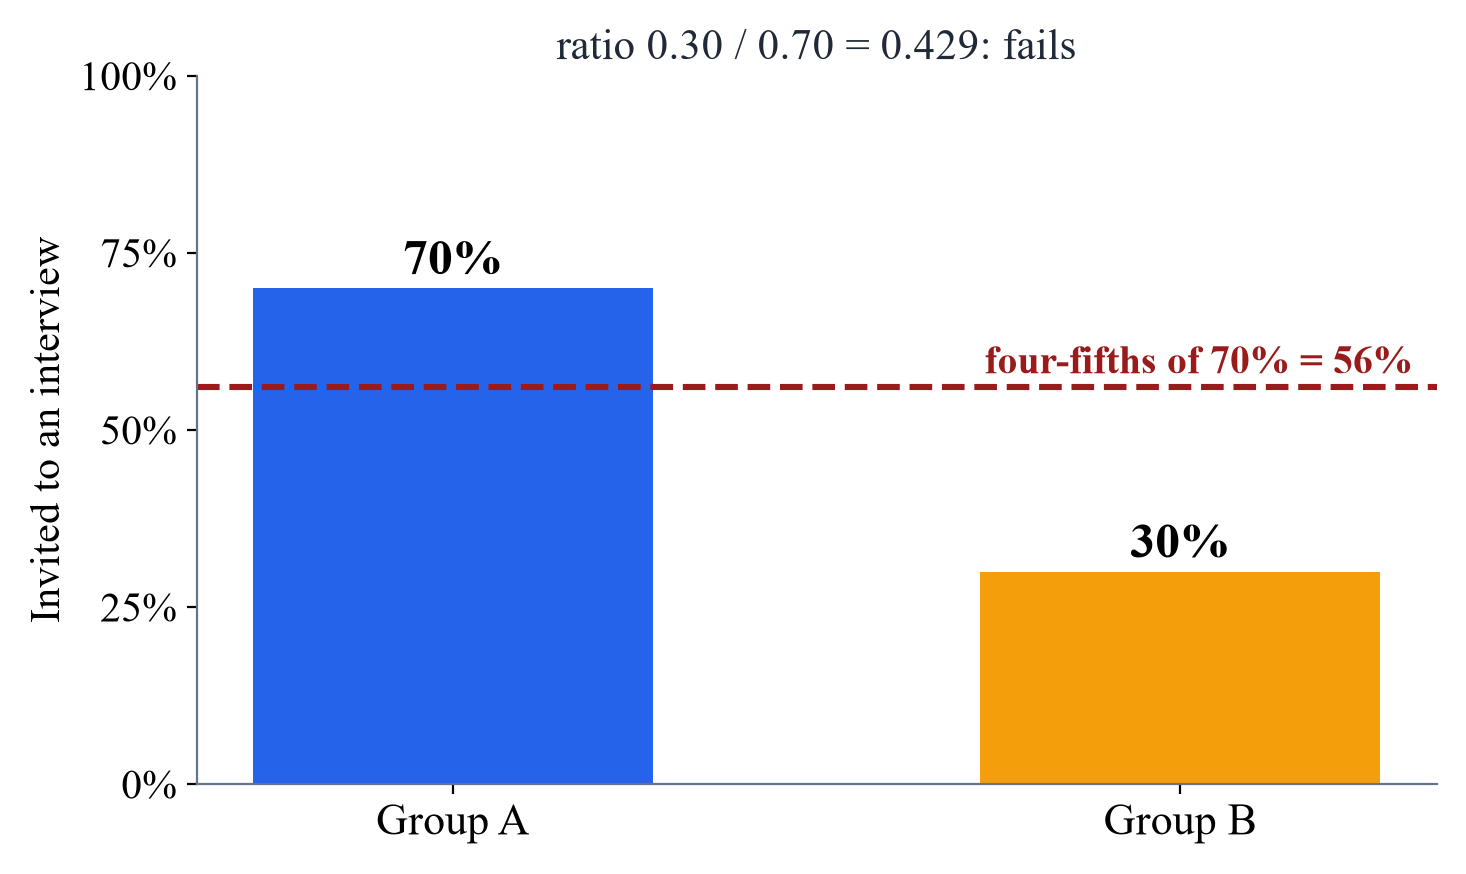 ratio 0.30 / 0.70 = 0.429: fails
100%
75%
50%
25%
0%
Invited to an interview
70%
four-fifths of 70% = 56%
30%
Group A
Group B